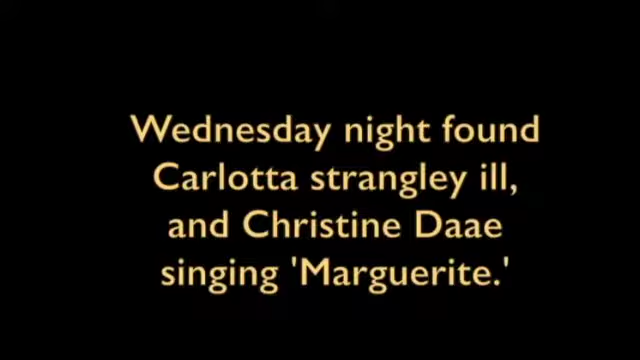 Wednesday night found
Carlotta strangley ill,
and Christine Daae
singing 'Marguerite.'